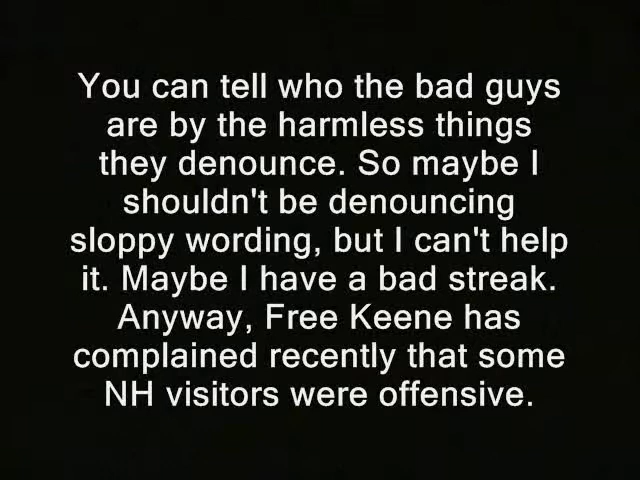 You can tell who the bad guys
are by the harmless things
they denounce. So maybe I
shouldn't be denouncing
sloppy wording, but I can't help
it. Maybe I have a bad streak.
Anyway, Free Keene has
complained recently that some
NH visitors were offensive.